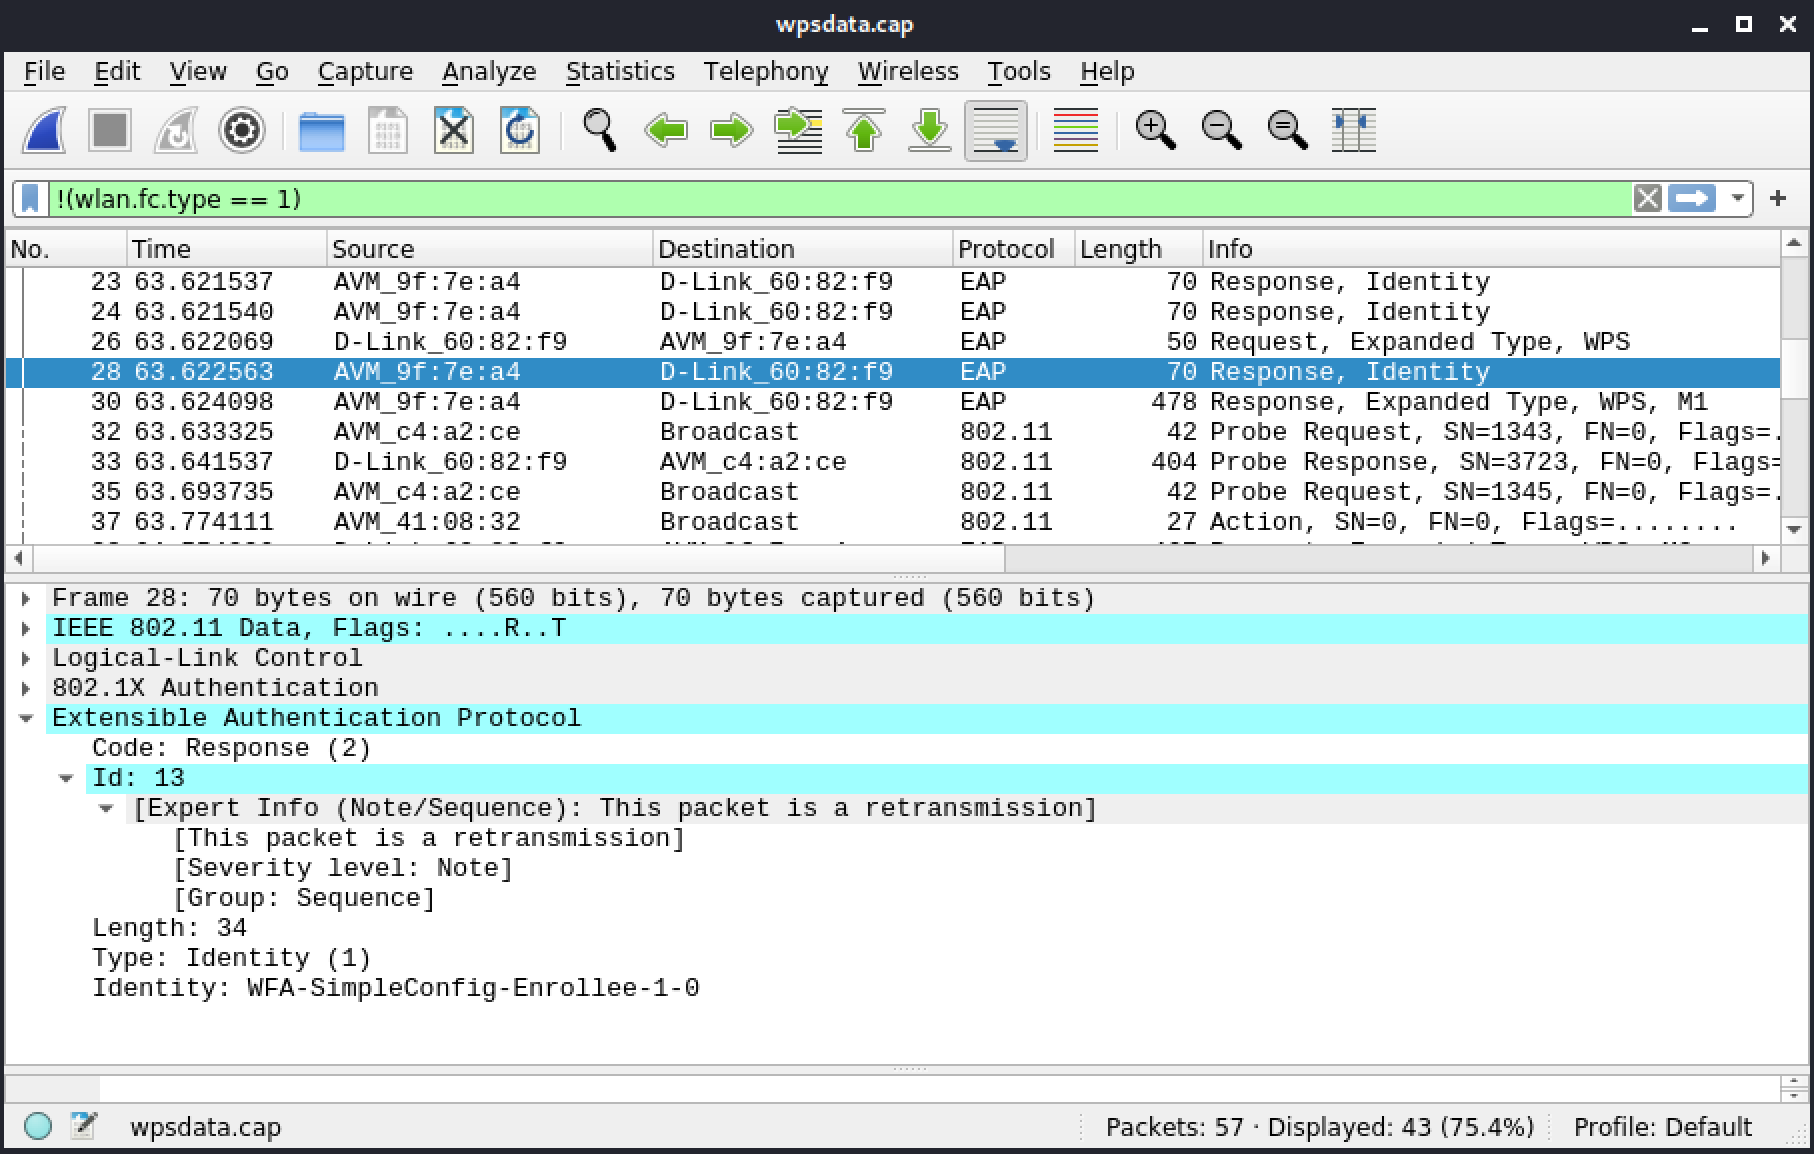 wpsdata.cap
File Edit View Go Capture Analyze Statistics Telephony Wireless Tools Help
!(wlan.fc.type == 1)
No. Time Source Destination Protocol Length Info
23 63.621537 AVM_9f:7e:a4 D-Link_60:82:f9 EAP 70 Response, Identity
24 63.621540 AVM_9f:7e:a4 D-Link_60:82:f9 EAP 70 Response, Identity
26 63.622069 D-Link_60:82:f9 AVM_9f:7e:a4 EAP 50 Request, Expanded Type, WPS
28 63.622563 AVM_9f:7e:a4 D-Link_60:82:f9 EAP 70 Response, Identity
30 63.624098 AVM_9f:7e:a4 D-Link_60:82:f9 EAP 478 Response, Expanded Type, WPS, M1
32 63.633325 AVM_c4:a2:ce Broadcast 802.11 42 Probe Request, SN=1343, FN=0, Flags=.
33 63.641537 D-Link_60:82:f9 AVM_c4:a2:ce 802.11 404 Probe Response, SN=3723, FN=0, Flags=
35 63.693735 AVM_c4:a2:ce Broadcast 802.11 42 Probe Request, SN=1345, FN=0, Flags=.
37 63.774111 AVM_41:08:32 Broadcast 802.11 27 Action, SN=0, FN=0, Flags=........
Frame 28: 70 bytes on wire (560 bits), 70 bytes captured (560 bits)
IEEE 802.11 Data, Flags: ....R..T
Logical-Link Control
802.1X Authentication
Extensible Authentication Protocol
Code: Response (2)
Id: 13
[Expert Info (Note/Sequence): This packet is a retransmission]
[This packet is a retransmission]
[Severity level: Note]
[Group: Sequence]
Length: 34
Type: Identity (1)
Identity: WFA-SimpleConfig-Enrollee-1-0
wpsdata.cap Packets: 57 · Displayed: 43 (75.4%) Profile: Default